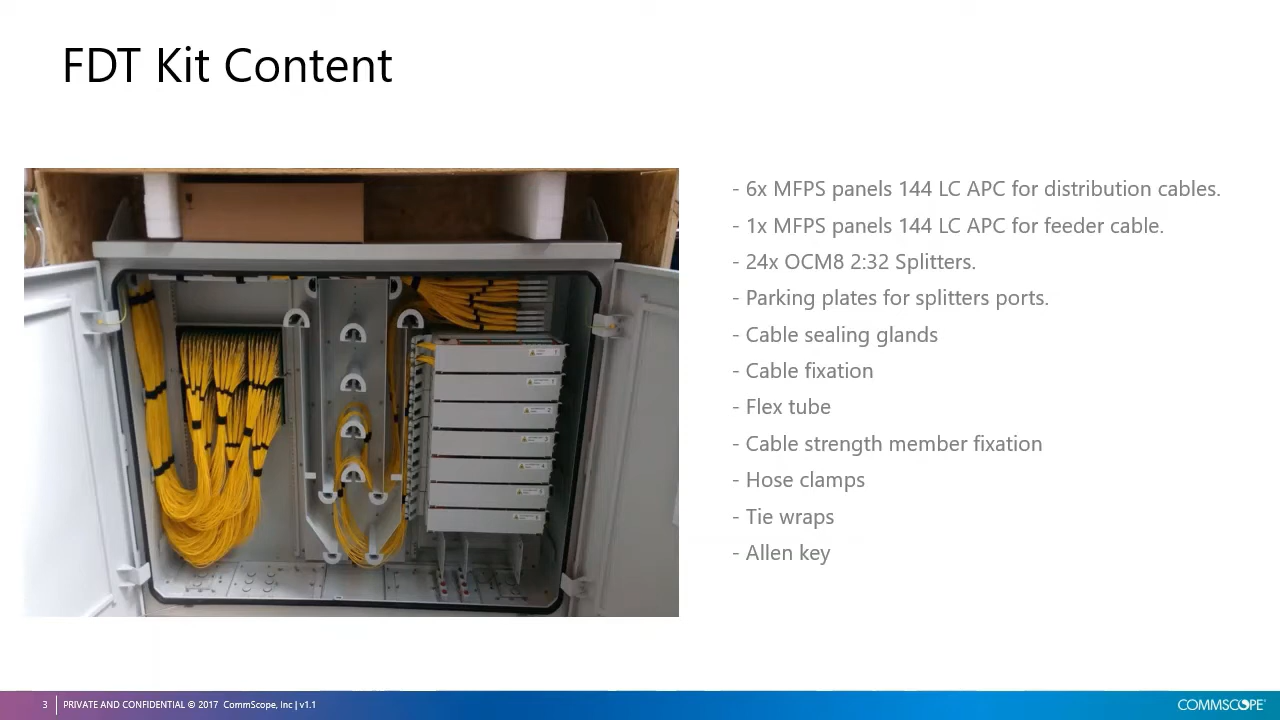 FDT Kit Content
- 6x MFPS panels 144 LC APC for distribution cables.
- 1x MFPS panels 144 LC APC for feeder cable.
- 24x OCM8 2:32 Splitters.
- Parking plates for splitters ports.
- Cable sealing glands
- Cable fixation
- Flex tube
- Cable strength member fixation
- Hose clamps
- Tie wraps
- Allen key
3 PRIVATE AND CONFIDENTIAL © 2017 CommScope, Inc | v1.1
COMMSCOPE®